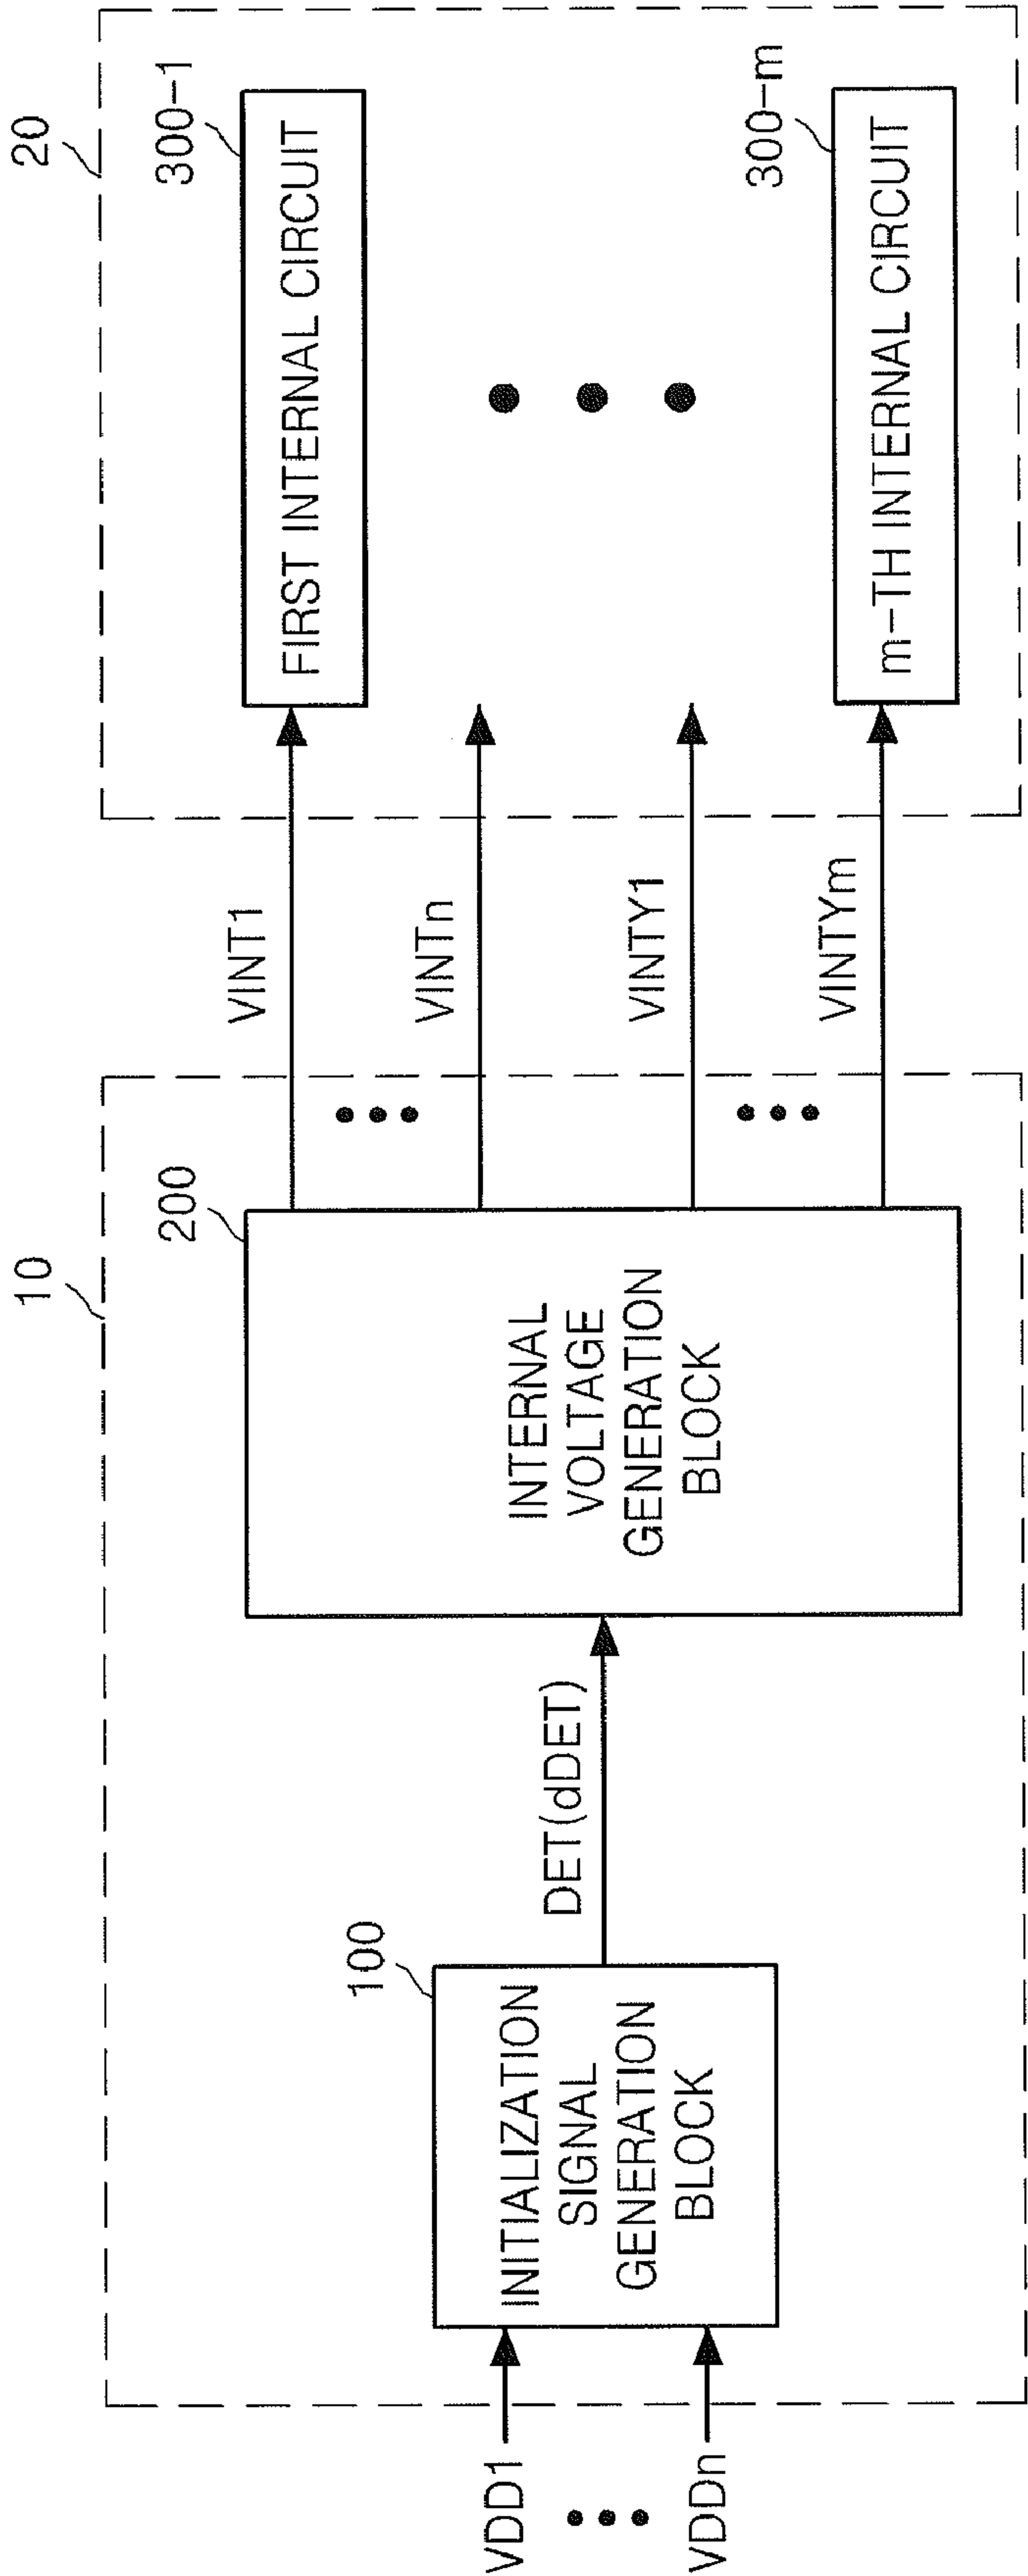 10
20
VDD1
VDDn
100
INITIALIZATION
SIGNAL
GENERATION
BLOCK
DET(dDET)
200
INTERNAL
VOLTAGE
GENERATION
BLOCK
VINT1
VINTn
VINTY1
VINTYm
300-1
FIRST INTERNAL CIRCUIT
300-m
m-TH INTERNAL CIRCUIT